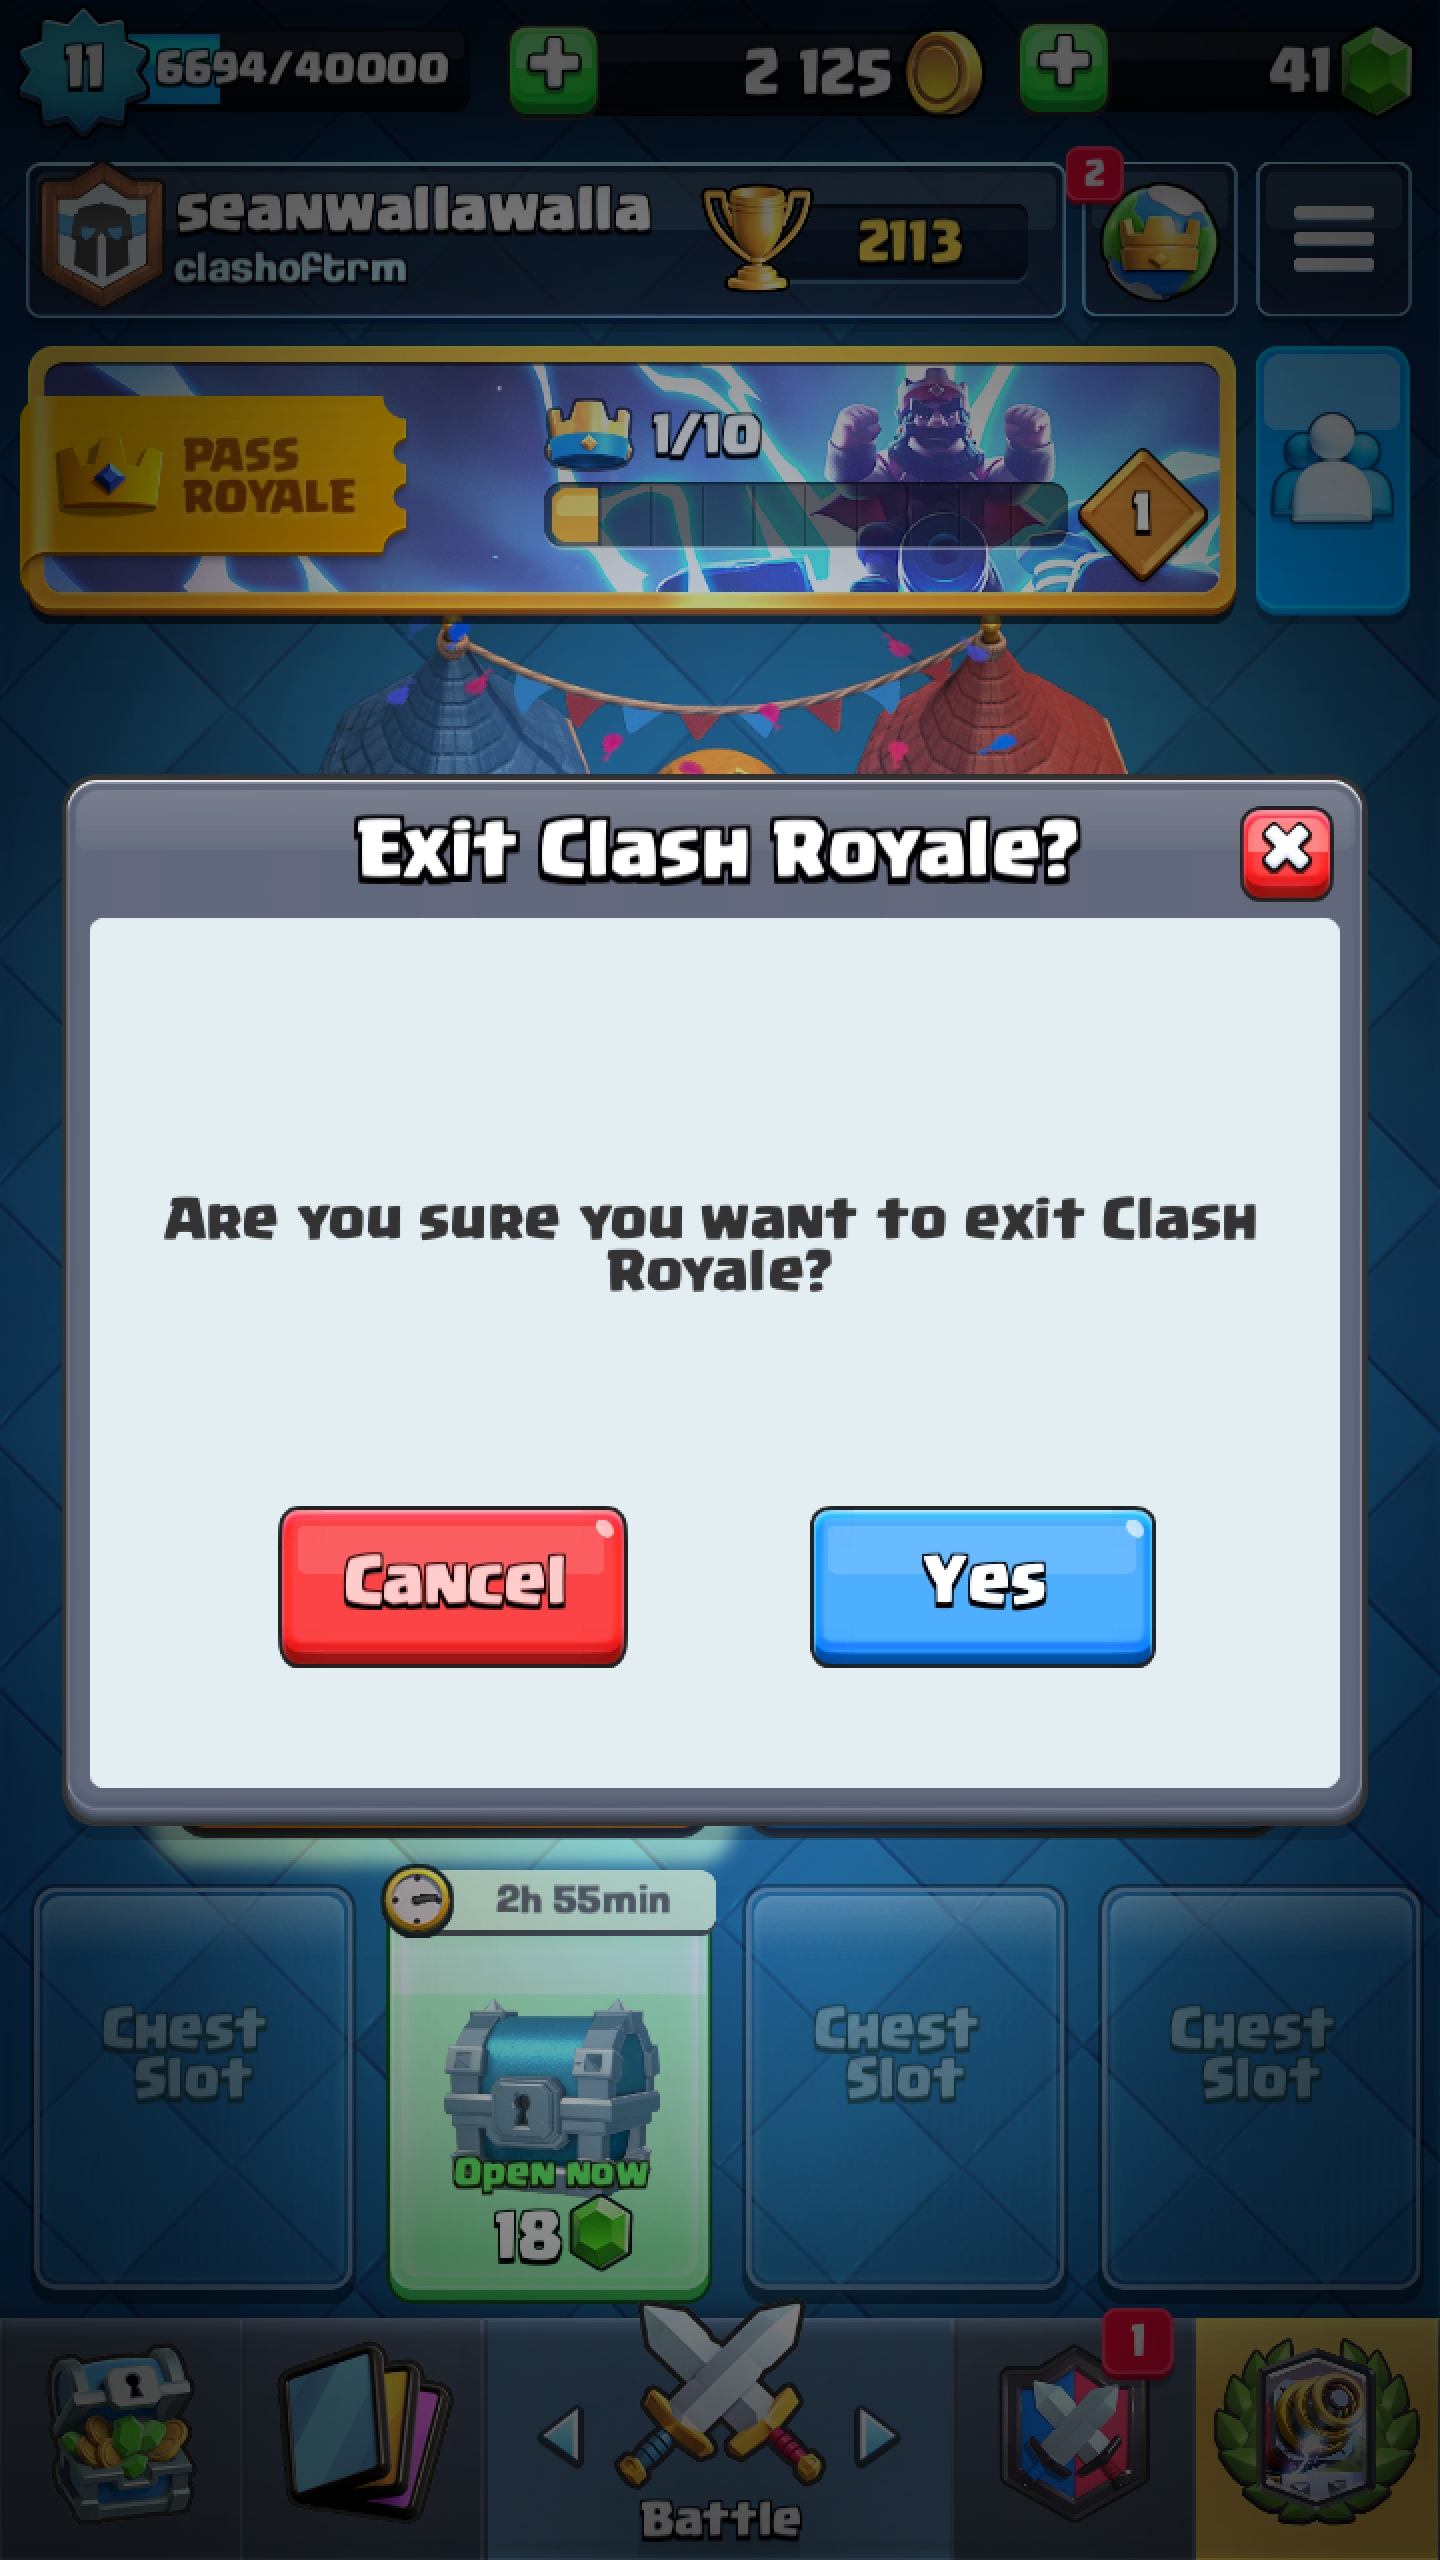 11
6694/40000
2 125
41
seanwallawalla
clashoftrm
2113
2
PASS
ROYALE
1/10
1
Exit Clash Royale?
Are you sure you want to exit Clash
Royale?
Cancel
Yes
2h 55min
Chest
Slot
Open now
18
Chest
Slot
Chest
Slot
1
Battle